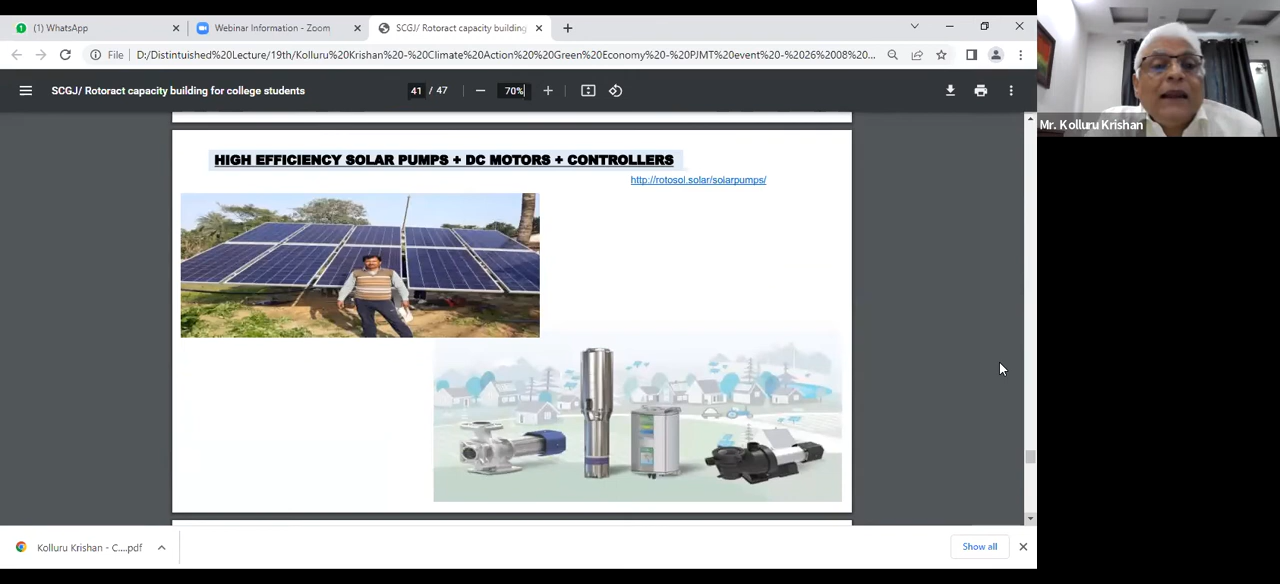 (1) WhatsApp
Webinar Information - Zoom
SCGJ/ Rotoract capacity building
File
D:/Distintuished%20Lecture/19th/Kolluru%20Krishan%20-%20Climate%20Action%20%20Green%20Economy%20-%20PJMT%20event%20-%2026%2008%20...
SCGJ/ Rotoract capacity building for college students
41 / 47
70%
Mr. Kolluru Krishan
HIGH EFFICIENCY SOLAR PUMPS + DC MOTORS + CONTROLLERS
http://rotosol.solar/solarpumps/
Kolluru Krishan - C....pdf
Show all